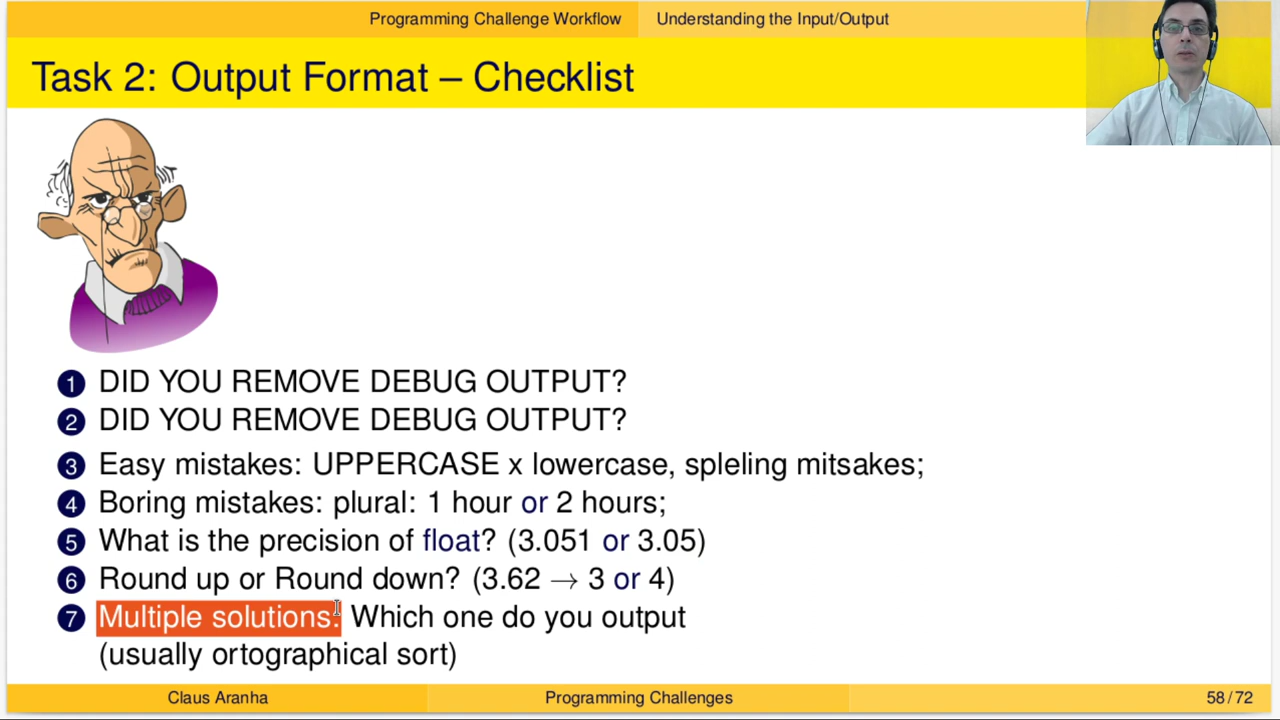 Programming Challenge Workflow Understanding the Input/Output
Task 2: Output Format – Checklist
1 DID YOU REMOVE DEBUG OUTPUT?
2 DID YOU REMOVE DEBUG OUTPUT?
3 Easy mistakes: UPPERCASE x lowercase, spleling mitsakes;
4 Boring mistakes: plural: 1 hour or 2 hours;
5 What is the precision of float? (3.051 or 3.05)
6 Round up or Round down? (3.62 → 3 or 4)
7 Multiple solutions: Which one do you output
(usually ortographical sort)
Claus Aranha Programming Challenges 58 / 72